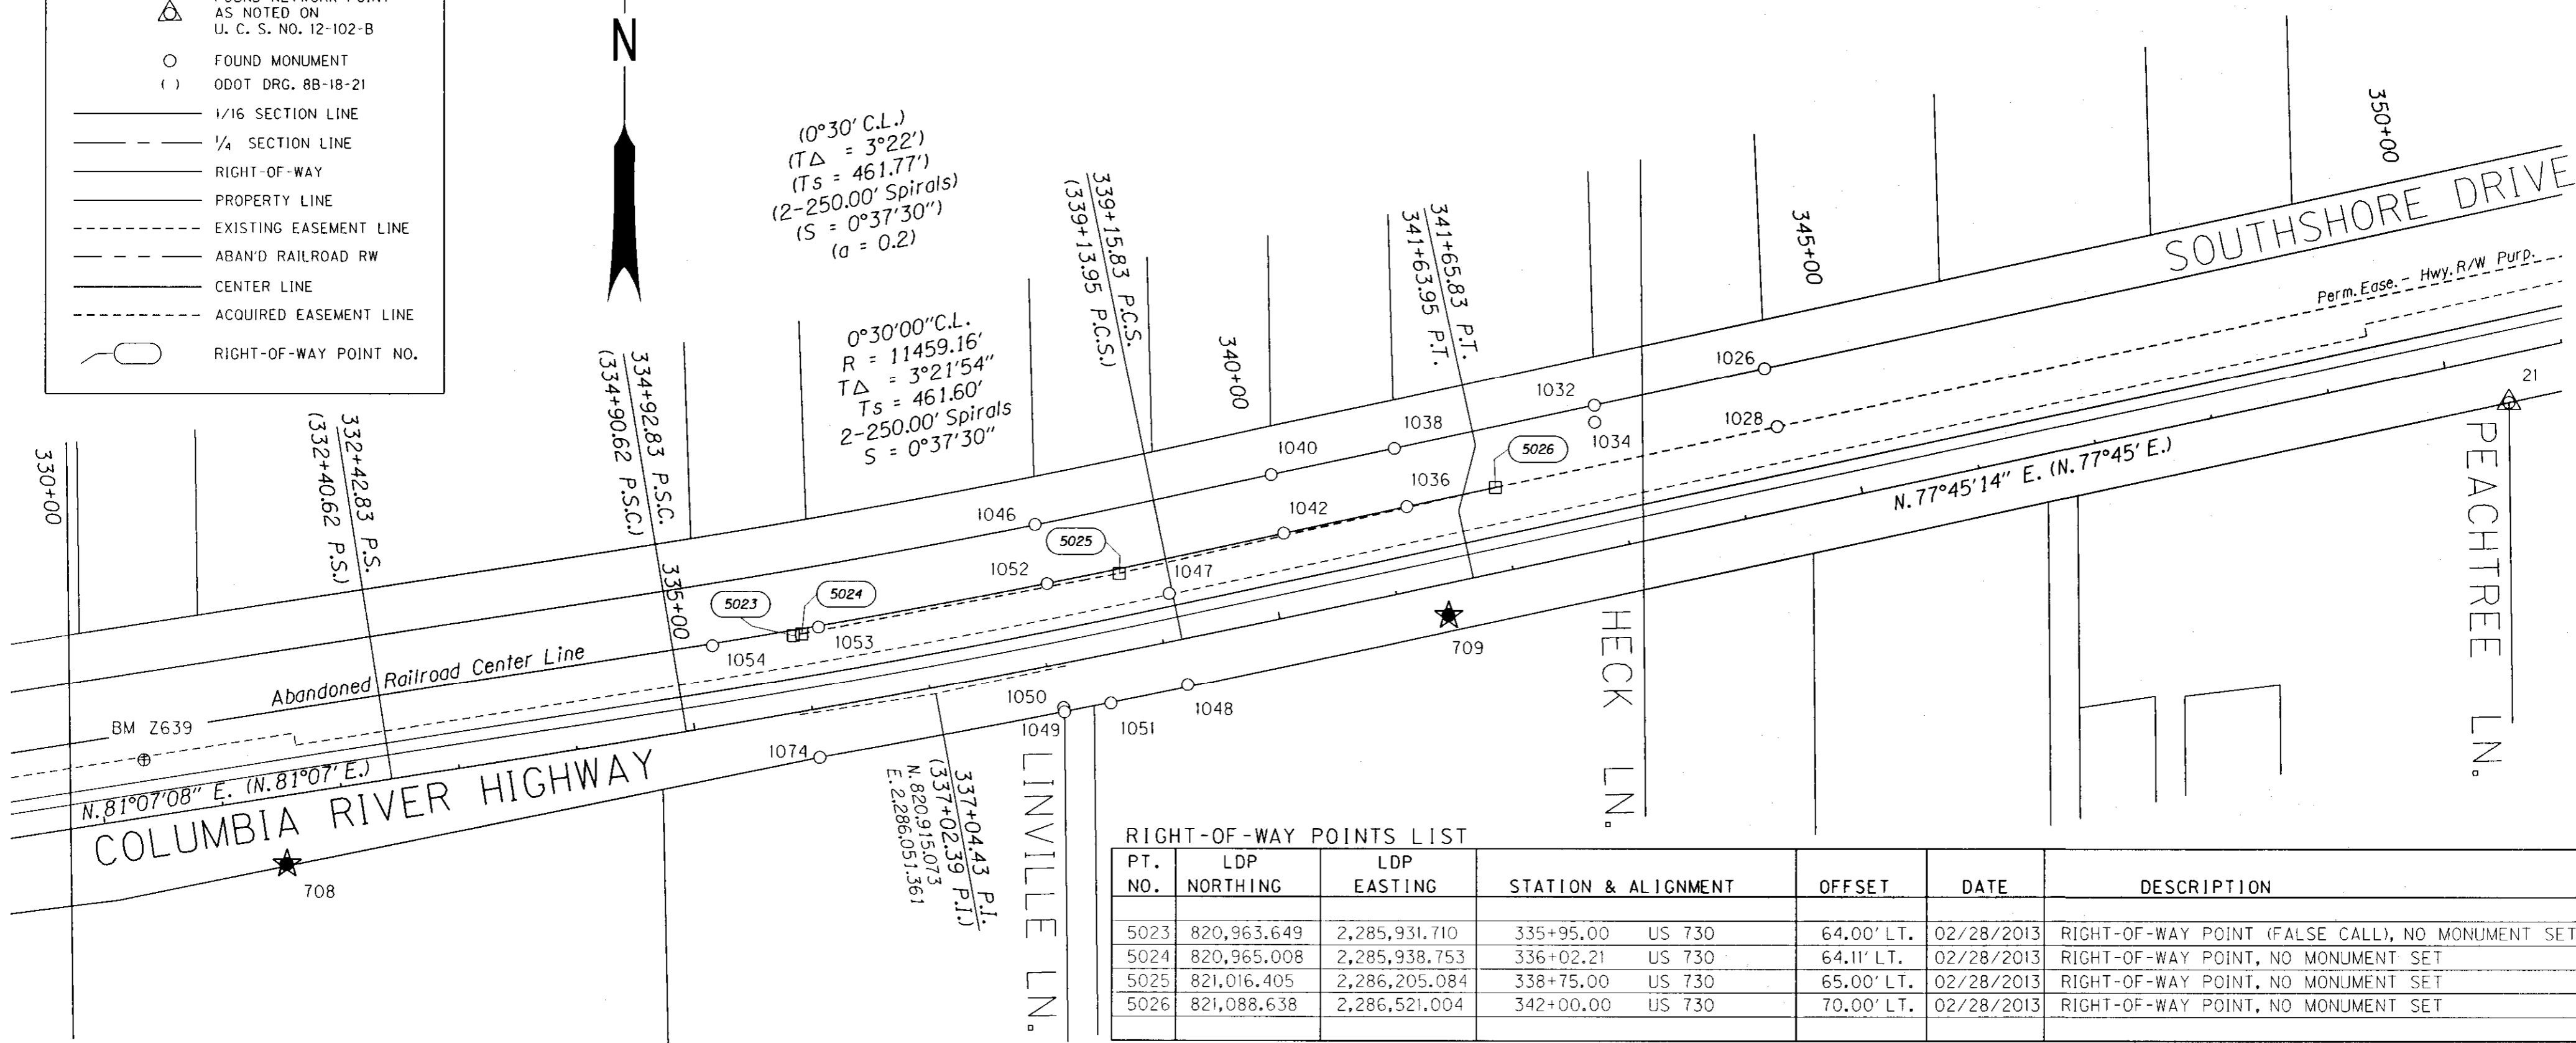 AS NOTED ON
U. C. S. NO. 12-102-B
FOUND MONUMENT
( ) ODOT DRG. 8B-18-21
1/16 SECTION LINE
1/4 SECTION LINE
RIGHT-OF-WAY
PROPERTY LINE
EXISTING EASEMENT LINE
ABAN'D RAILROAD RW
CENTER LINE
ACQUIRED EASEMENT LINE
RIGHT-OF-WAY POINT NO.
N
(0°30' C.L.)
(T∆ = 3°22')
(Ts = 461.77')
(2-250.00' Spirals)
(S = 0°37'30")
(a = 0.2)
0°30'00"C.L.
R = 11459.16'
T∆ = 3°21'54"
Ts = 461.60'
2-250.00' Spirals
S = 0°37'30"
330+00
332+42.83 P.S.
(332+40.62 P.S.)
334+92.83 P.S.C.
(334+90.62 P.S.C.)
335+00
339+15.83 P.C.S.
(339+13.95 P.C.S.)
340+00
341+65.83 P.T.
341+63.95 P.T.
345+00
350+00
SOUTHSHORE DRIVE
Perm. Ease. - Hwy. R/W Purp.
1026
1028
1032
1034
1038
1036
5026
1040
1042
1046
1052
5025
1047
5023
5024
1053
1054
21
N. 77°45'14" E. (N. 77°45' E.)
709
Abandoned Railroad Center Line
BM Z639
N. 81°07'08" E. (N. 81°07' E.)
COLUMBIA RIVER HIGHWAY
708
1074
1050
1049
1051
1048
337+04.43 P.I.
(337+02.39 P.I.)
N. 820,915.073
E. 2,286,051.361
LINVILLE LN.
HECK LN.
PEACHTREE LN.
RIGHT-OF-WAY POINTS LIST
PT. NO. LDP NORTHING LDP EASTING STATION & ALIGNMENT OFFSET DATE DESCRIPTION
5023 820,963.649 2,285,931.710 335+95.00 US 730 64.00' LT. 02/28/2013 RIGHT-OF-WAY POINT (FALSE CALL), NO MONUMENT SET
5024 820,965.008 2,285,938.753 336+02.21 US 730 64.11' LT. 02/28/2013 RIGHT-OF-WAY POINT, NO MONUMENT SET
5025 821,016.405 2,286,205.084 338+75.00 US 730 65.00' LT. 02/28/2013 RIGHT-OF-WAY POINT, NO MONUMENT SET
5026 821,088.638 2,286,521.004 342+00.00 US 730 70.00' LT. 02/28/2013 RIGHT-OF-WAY POINT, NO MONUMENT SET